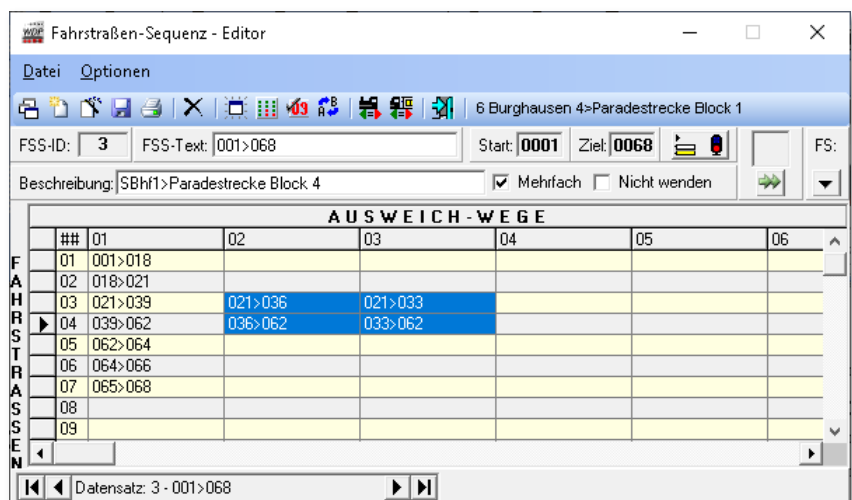 WDP Fahrstraßen-Sequenz - Editor
Datei Optionen
6 Burghausen 4>Paradestrecke Block 1
FSS-ID: 3 FSS-Text: 001>068 Start: 0001 Ziel: 0068 FS:
Beschreibung: SBhf1>Paradestrecke Block 4 Mehrfach Nicht wenden
AUSWEICH-WEGE
## 01 02 03 04 05 06
01 001>018
02 018>021
03 021>039 021>036 021>033
04 039>062 036>062 033>062
05 062>064
06 064>066
07 065>068
08
09
FAHRSTRASSEN
Datensatz: 3 - 001>068